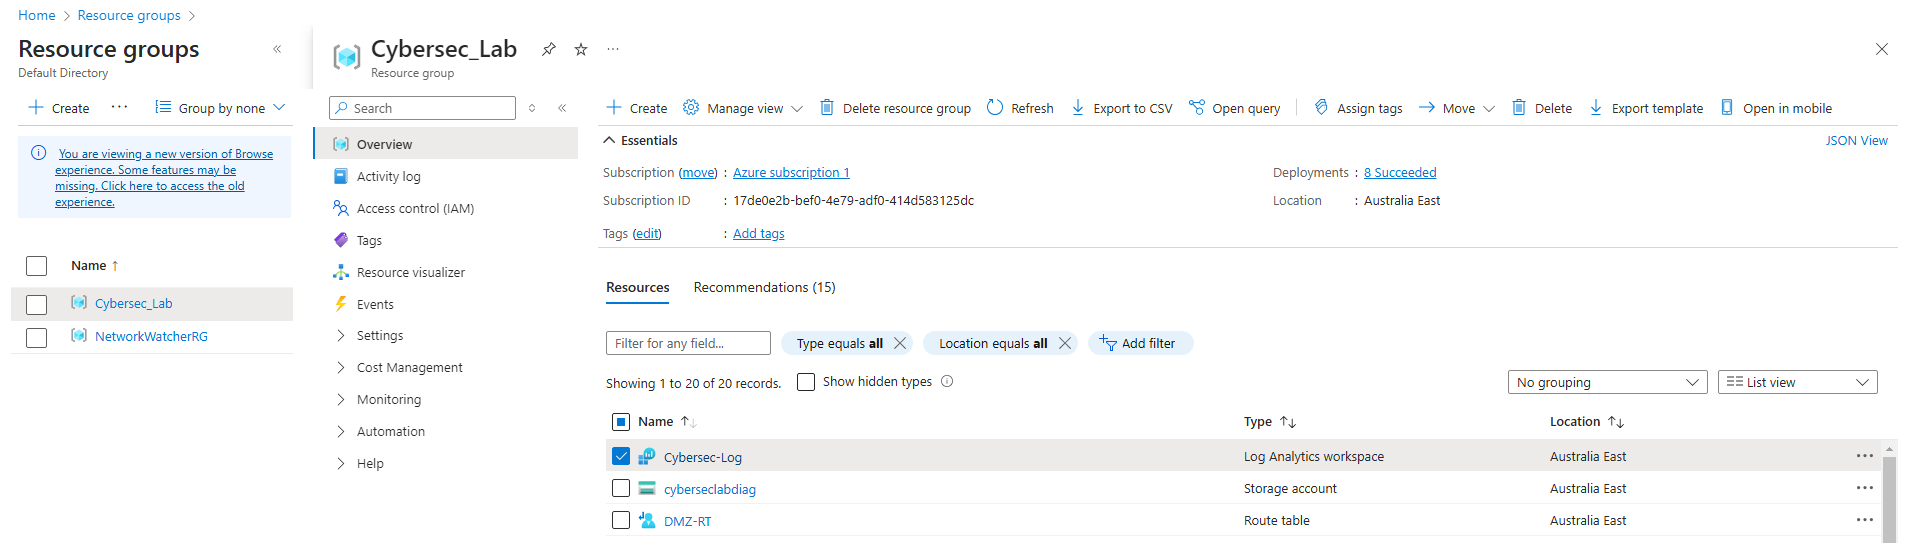 Home > Resource groups >
Resource groups
Default Directory
Create
Group by none
You are viewing a new version of Browse
experience. Some features may be
missing. Click here to access the old
experience.
Name ↑
Cybersec_Lab
NetworkWatcherRG
Cybersec_Lab
Resource group
Search
Overview
Activity log
Access control (IAM)
Tags
Resource visualizer
Events
Settings
Cost Management
Monitoring
Automation
Help
Create Manage view Delete resource group Refresh Export to CSV Open query Assign tags Move Delete Export template Open in mobile
Essentials JSON View
Subscription (move) : Azure subscription 1 Deployments : 8 Succeeded
Subscription ID : 17de0e2b-bef0-4e79-adf0-414d583125dc Location : Australia East
Tags (edit) : Add tags
Resources Recommendations (15)
Filter for any field... Type equals all Location equals all Add filter
Showing 1 to 20 of 20 records. Show hidden types No grouping List view
Name ↑↓ Type ↑↓ Location ↑↓
Cybersec-Log Log Analytics workspace Australia East
cyberseclabdiag Storage account Australia East
DMZ-RT Route table Australia East